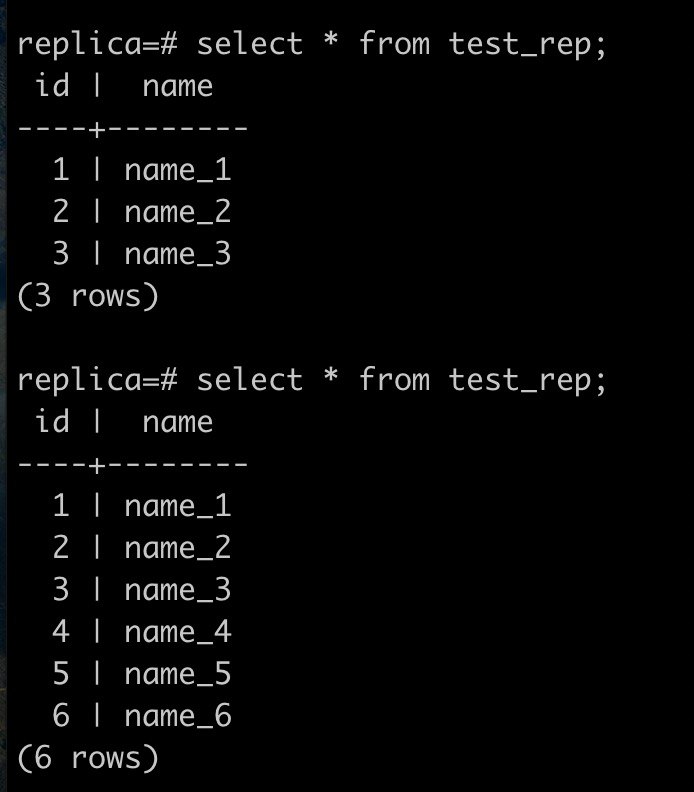 replica=# select * from test_rep;
 id |  name
----+--------
  1 | name_1
  2 | name_2
  3 | name_3
(3 rows)

replica=# select * from test_rep;
 id |  name
----+--------
  1 | name_1
  2 | name_2
  3 | name_3
  4 | name_4
  5 | name_5
  6 | name_6
(6 rows)